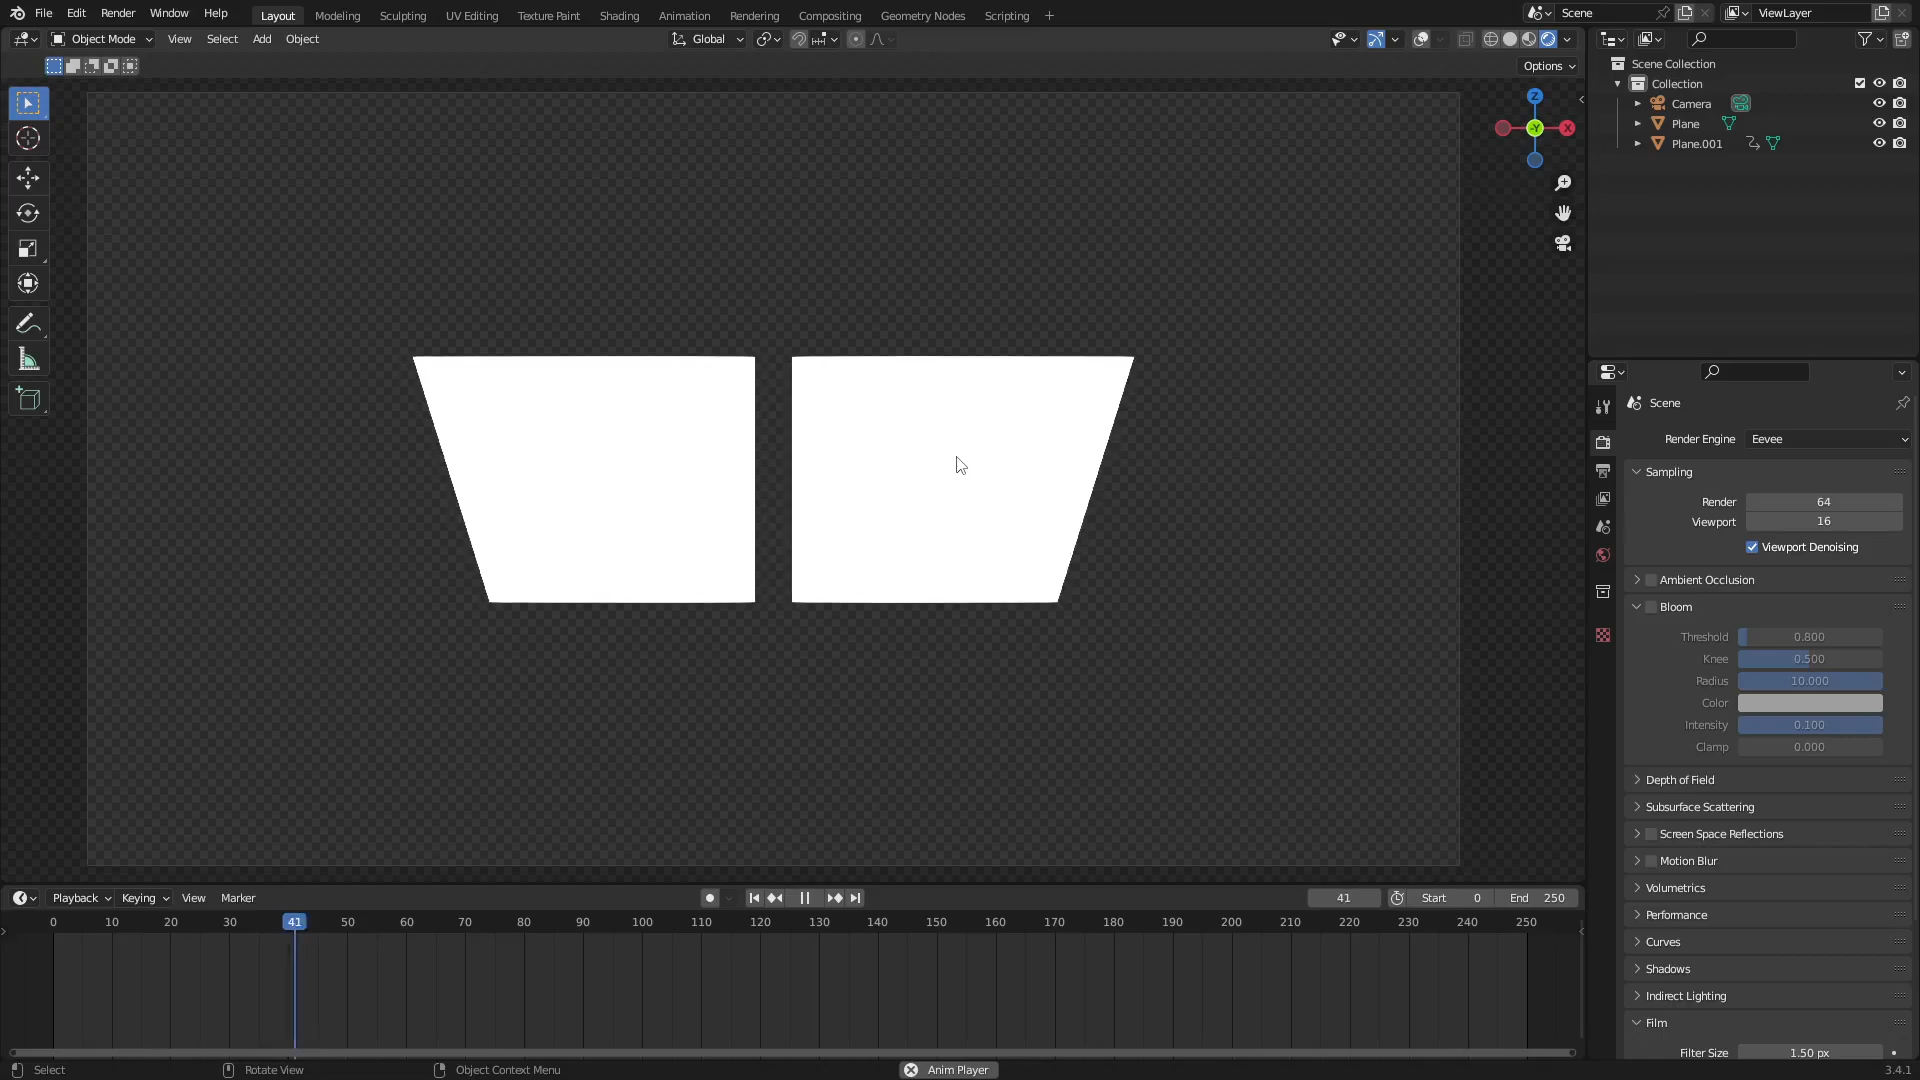 File Edit Render Window Help Layout Modeling Sculpting UV Editing Texture Paint Shading Animation Rendering Compositing Geometry Nodes Scripting + Scene ViewLayer
Object Mode View Select Add Object Global
Options
Z
-Y X
Scene Collection
Collection
Camera
Plane
Plane.001
Scene
Render Engine Eevee
Sampling
Render 64
Viewport 16
Viewport Denoising
Ambient Occlusion
Bloom
Threshold 0.800
Knee 0.500
Radius 10.000
Color
Intensity 0.100
Clamp 0.000
Depth of Field
Subsurface Scattering
Screen Space Reflections
Motion Blur
Volumetrics
Performance
Curves
Shadows
Indirect Lighting
Film
Filter Size 1.50 px
Playback Keying View Marker 41 Start 0 End 250
0 10 20 30 41 50 60 70 80 90 100 110 120 130 140 150 160 170 180 190 200 210 220 230 240 250
Select Rotate View Object Context Menu Anim Player 3.4.1